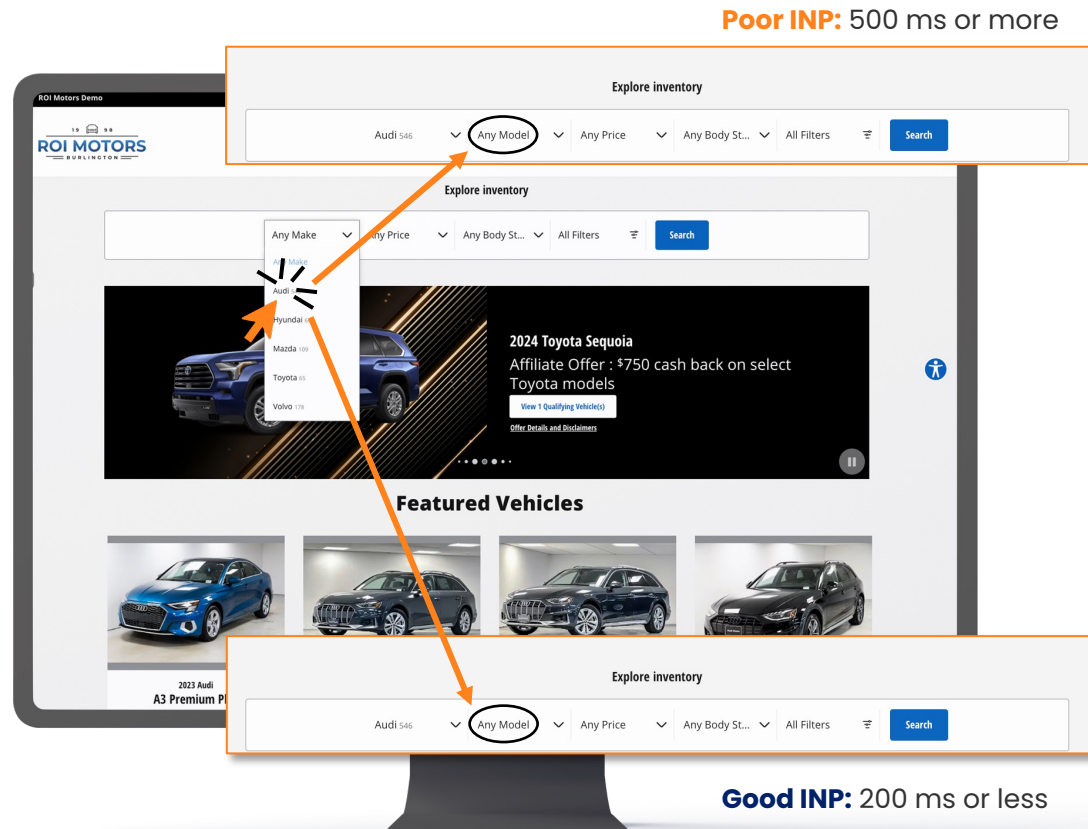 Poor INP: 500 ms or more
Explore inventory
Audi 546 Any Model Any Price Any Body St... All Filters Search
ROI Motors Demo
19 98
ROI MOTORS
BURLINGTON
Explore inventory
Any Make Any Price Any Body St... All Filters Search
Any Make
Audi
Hyundai
Mazda 199
Toyota 65
Volvo 178
2024 Toyota Sequoia
Affiliate Offer : $750 cash back on select
Toyota models
View 1 Qualifying Vehicle(s)
Offer Details and Disclaimers
Featured Vehicles
2023 Audi
A3 Premium
Explore inventory
Audi 546 Any Model Any Price Any Body St... All Filters Search
Good INP: 200 ms or less